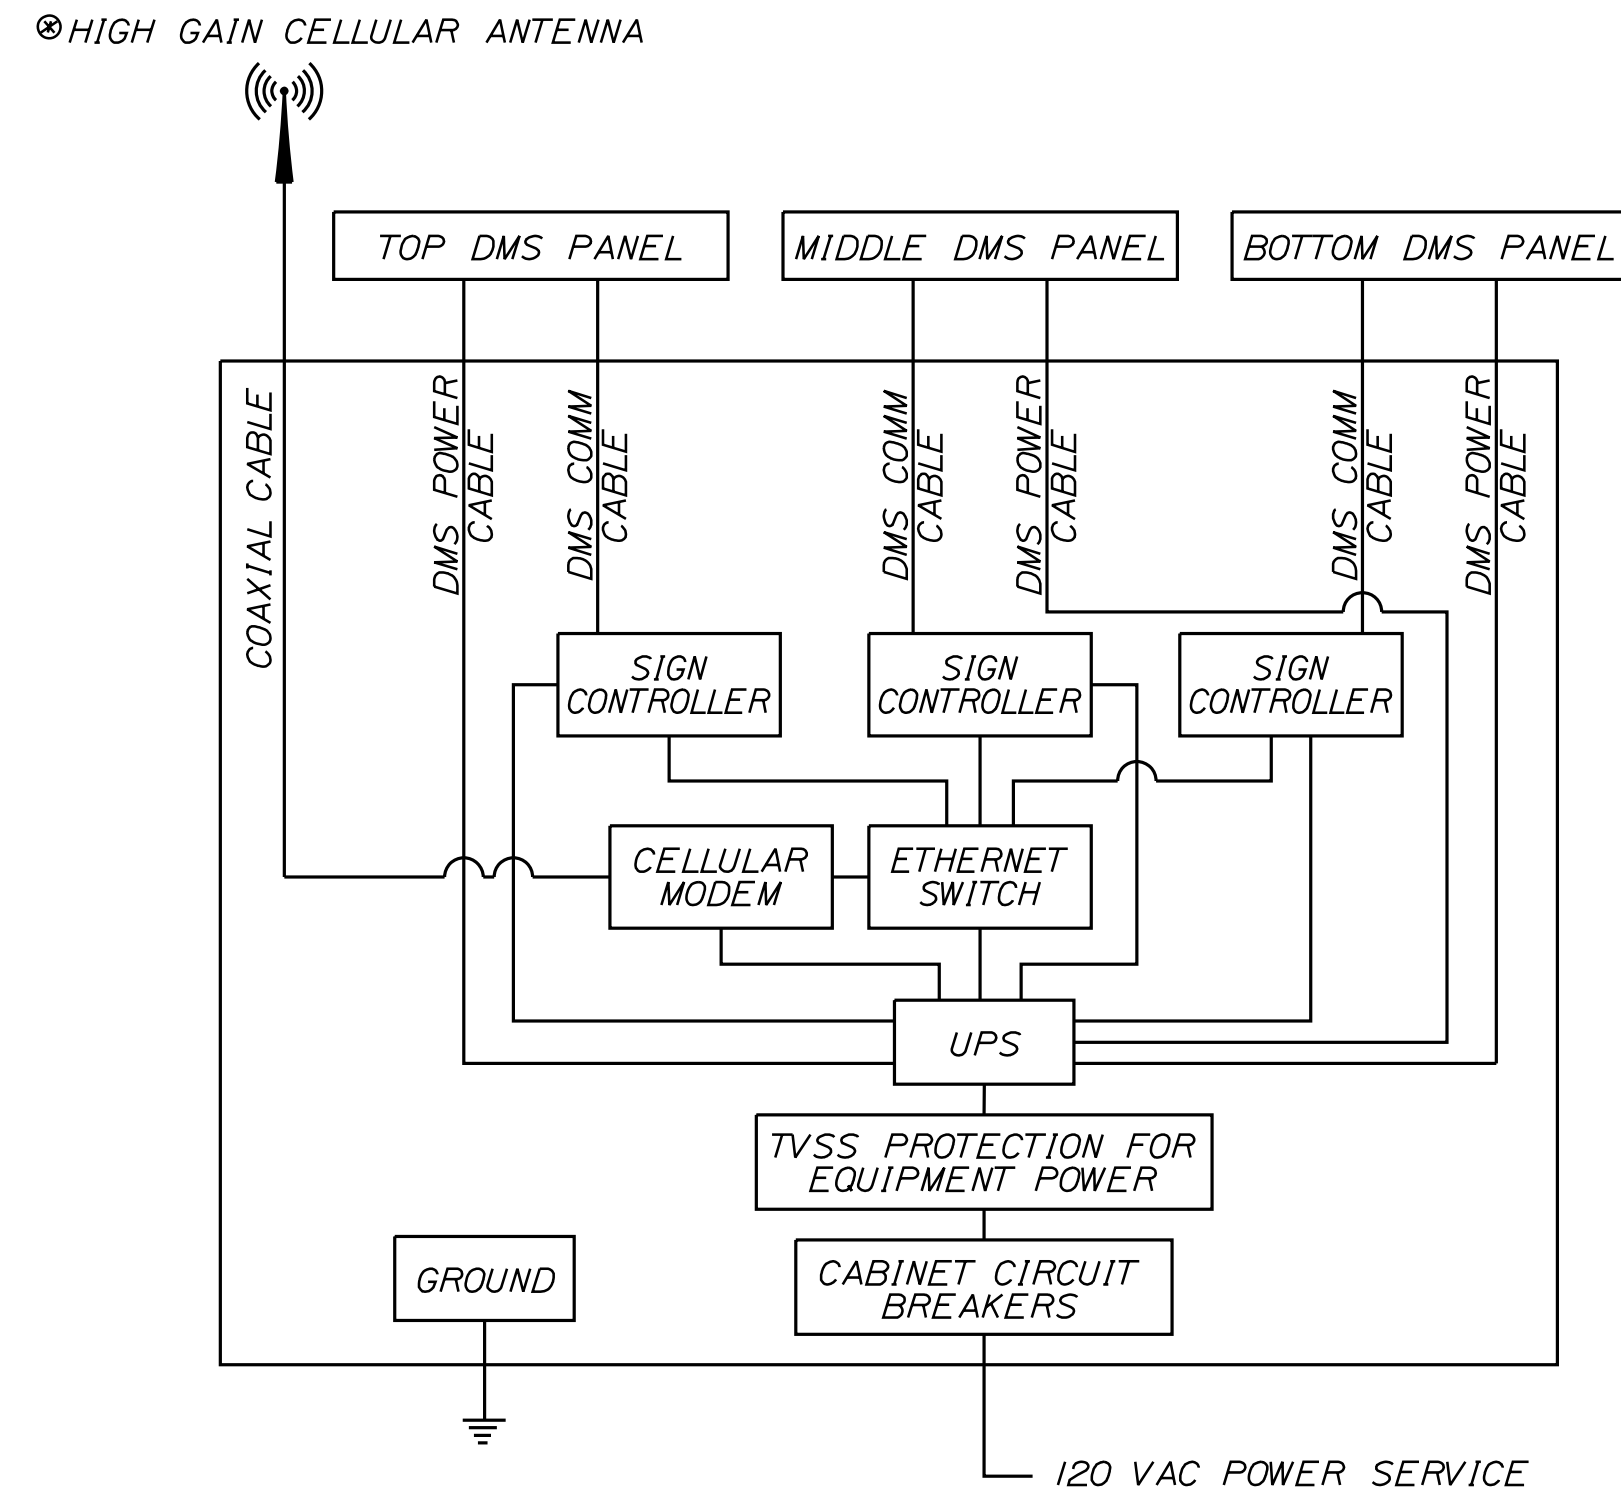 HIGH GAIN CELLULAR ANTENNA
TOP DMS PANEL
MIDDLE DMS PANEL
BOTTOM DMS PANEL
COAXIAL CABLE
DMS POWER
CABLE
DMS COMM
CABLE
DMS COMM
CABLE
DMS POWER
CABLE
DMS COMM
CABLE
DMS POWER
CABLE
SIGN
CONTROLLER
SIGN
CONTROLLER
SIGN
CONTROLLER
CELLULAR
MODEM
ETHERNET
SWITCH
UPS
TVSS PROTECTION FOR
EQUIPMENT POWER
GROUND
CABINET CIRCUIT
BREAKERS
120 VAC POWER SERVICE